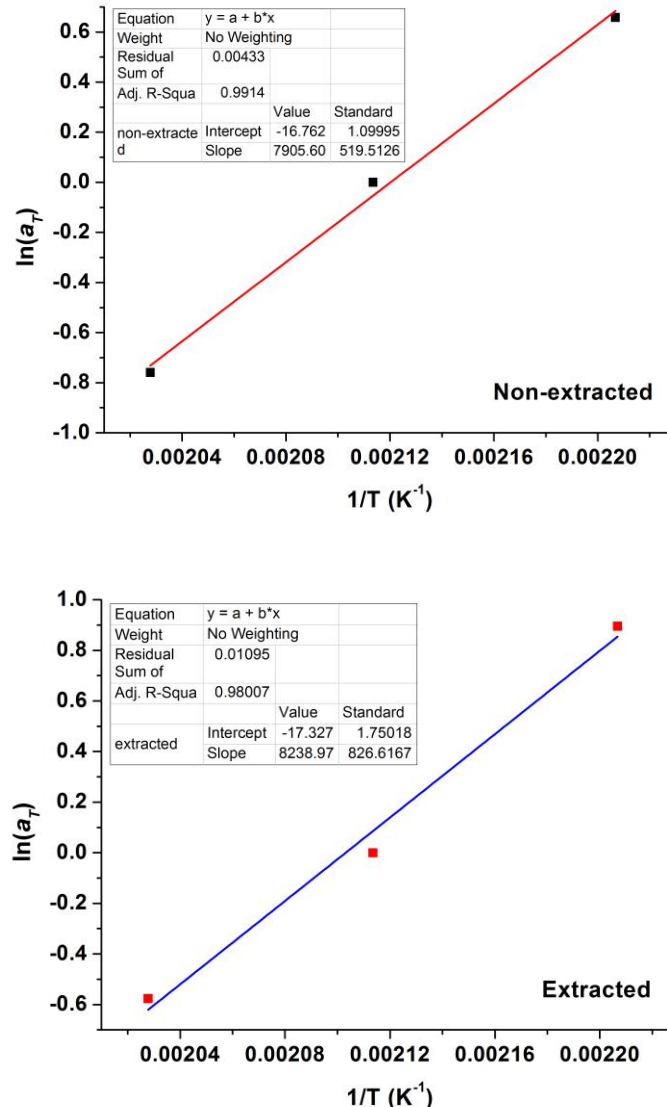 0.6
0.4
0.2
0.0
-0.2
-0.4
-0.6
-0.8
-1.0
ln(a_T)
Equation y = a + b*x
Weight No Weighting
Residual Sum of 0.00433
Adj. R-Squa 0.9914
Value Standard
non-extracte d Intercept -16.762 1.09995
Slope 7905.60 519.5126
Non-extracted
0.00204 0.00208 0.00212 0.00216 0.00220
1/T (K⁻¹)
1.0
0.8
0.6
0.4
0.2
0.0
-0.2
-0.4
-0.6
ln(a_T)
Equation y = a + b*x
Weight No Weighting
Residual Sum of 0.01095
Adj. R-Squa 0.98007
Value Standard
extracted Intercept -17.327 1.75018
Slope 8238.97 826.6167
Extracted
0.00204 0.00208 0.00212 0.00216 0.00220
1/T (K⁻¹)